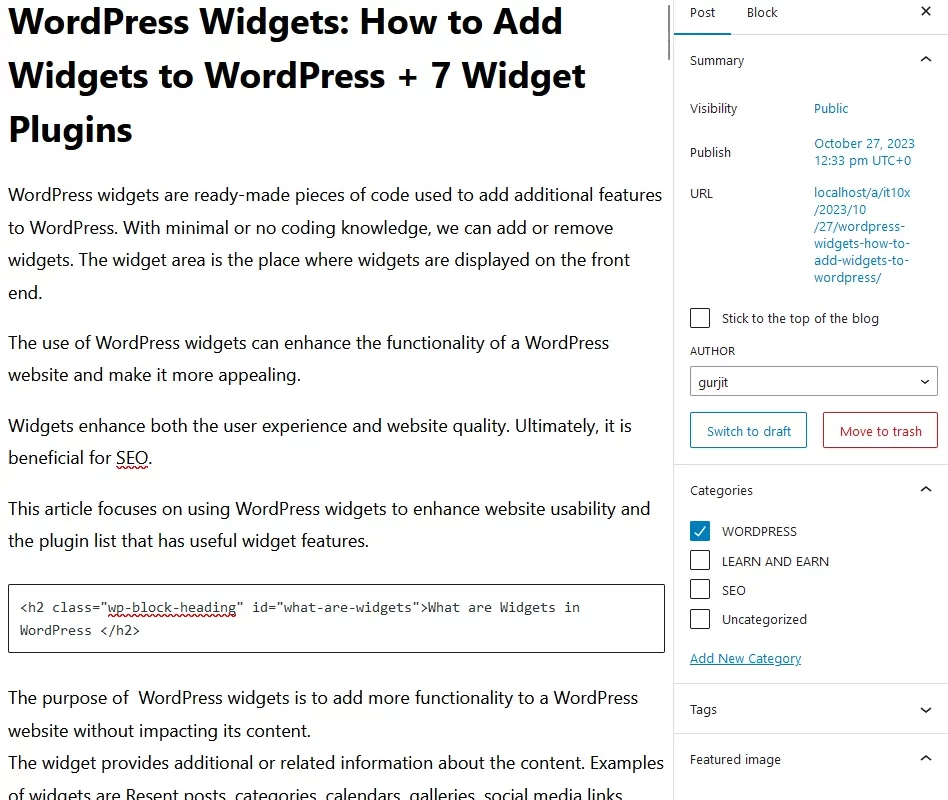 WordPress Widgets: How to Add
Widgets to WordPress + 7 Widget
Plugins
WordPress widgets are ready-made pieces of code used to add additional features
to WordPress. With minimal or no coding knowledge, we can add or remove
widgets. The widget area is the place where widgets are displayed on the front
end.
The use of WordPress widgets can enhance the functionality of a WordPress
website and make it more appealing.
Widgets enhance both the user experience and website quality. Ultimately, it is
beneficial for SEO.
This article focuses on using WordPress widgets to enhance website usability and
the plugin list that has useful widget features.
<h2 class="wp-block-heading" id="what-are-widgets">What are Widgets in
WordPress </h2>
The purpose of  WordPress widgets is to add more functionality to a WordPress
website without impacting its content.
The widget provides additional or related information about the content. Examples
of widgets are Recent posts, categories, calendars, galleries, social media links,
Post Block
Summary
Visibility Public
Publish October 27, 2023
12:33 pm UTC+0
URL localhost/a/it10x
/2023/10
/27/wordpress-
widgets-how-to-
add-widgets-to-
wordpress/
Stick to the top of the blog
AUTHOR
gurjit
Switch to draft Move to trash
Categories
WORDPRESS
LEARN AND EARN
SEO
Uncategorized
Add New Category
Tags
Featured image